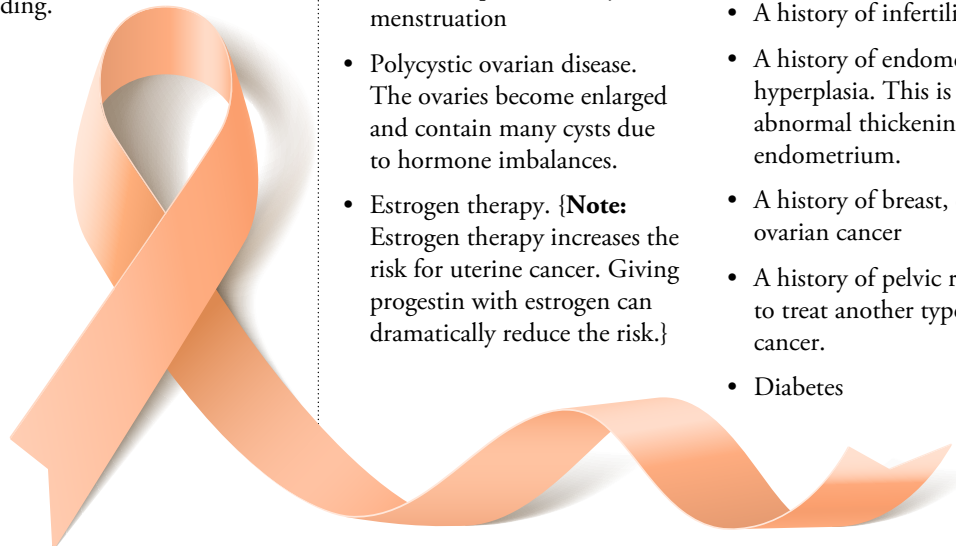 ding.
menstruation
• Polycystic ovarian disease.
The ovaries become enlarged
and contain many cysts due
to hormone imbalances.
• Estrogen therapy. {Note:
Estrogen therapy increases the
risk for uterine cancer. Giving
progestin with estrogen can
dramatically reduce the risk.}
• A history of infertili
• A history of endome
hyperplasia. This is
abnormal thickenin
endometrium.
• A history of breast,
ovarian cancer
• A history of pelvic r
to treat another type
cancer.
• Diabetes